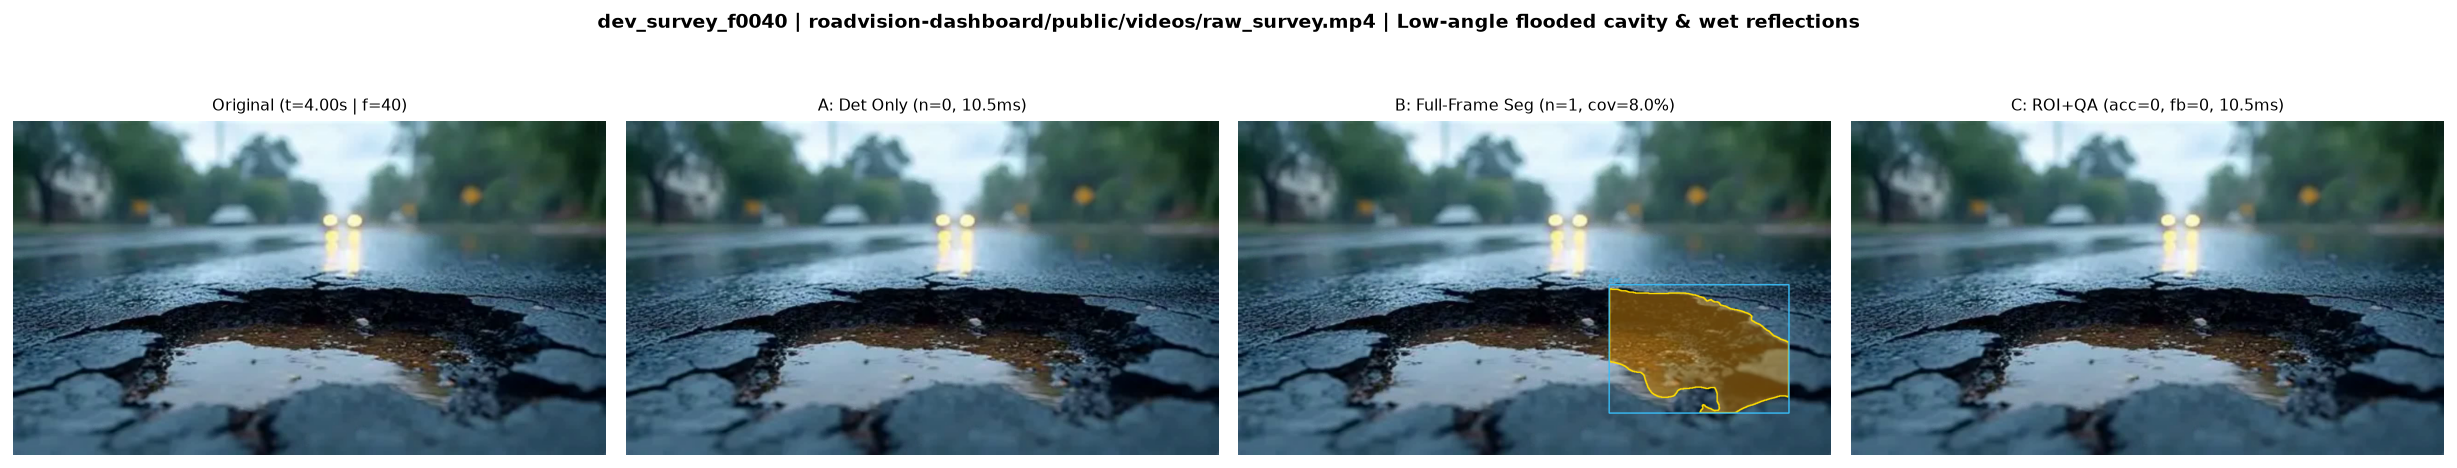 dev_survey_f0040 | roadvision-dashboard/public/videos/raw_survey.mp4 | Low-angle flooded cavity & wet reflections
Original (t=4.00s | f=40)
A: Det Only (n=0, 10.5ms)
B: Full-Frame Seg (n=1, cov=8.0%)
C: ROI+QA (acc=0, fb=0, 10.5ms)